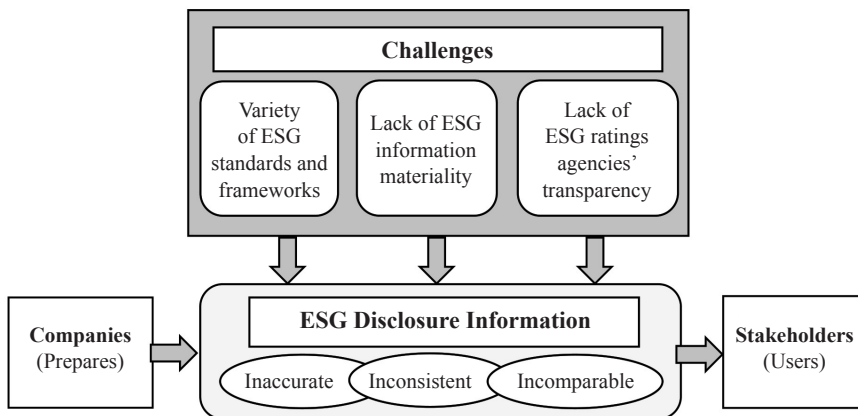 Challenges
Variety
of ESG
standards and
frameworks
Lack of ESG
information
materiality
Lack of
ESG ratings
agencies’
transparency
Companies
(Prepares)
ESG Disclosure Information
Inaccurate
Inconsistent
Incomparable
Stakeholders
(Users)